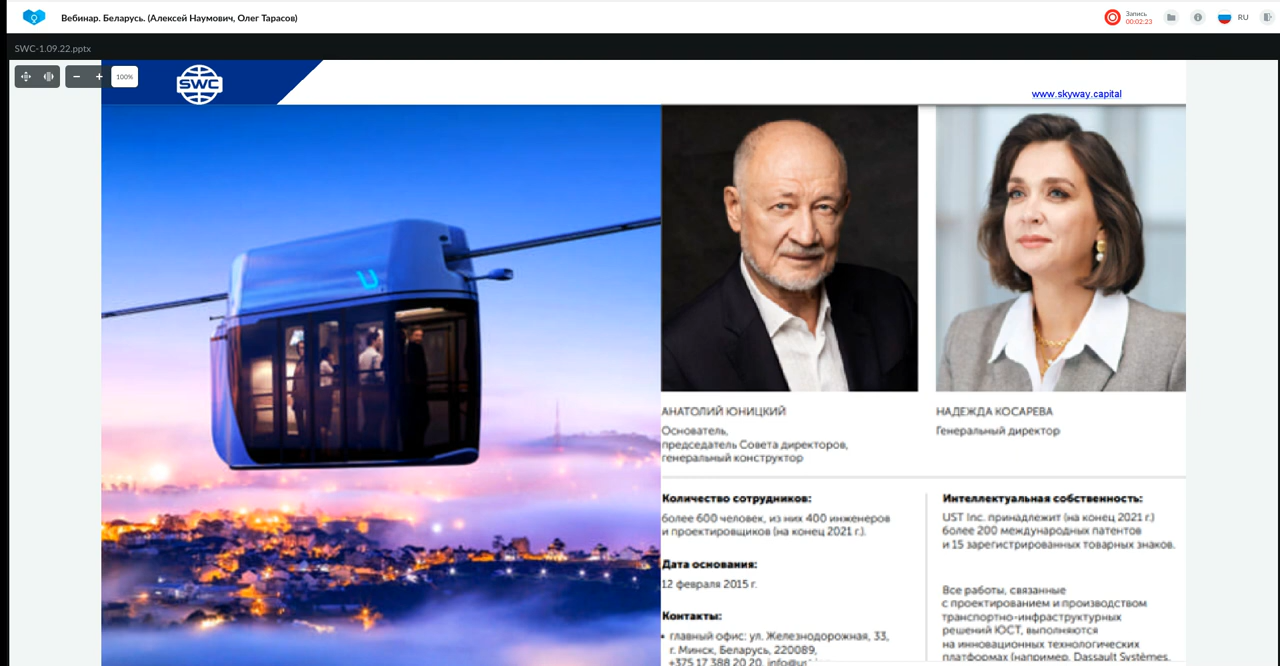 Вебинар. Беларусь. (Алексей Наумович, Олег Тарасов)
Запись
00:02:23
RU
SWC-1.09.22.pptx
100%
SWC
www.skyway.capital
АНАТОЛИЙ ЮНИЦКИЙ
Основатель,
председатель Совета директоров,
генеральный конструктор
НАДЕЖДА КОСАРЕВА
Генеральный директор
Количество сотрудников:
более 600 человек, из них 400 инженеров
и проектировщиков (на конец 2021 г.).
Дата основания:
12 февраля 2015 г.
Контакты:
главный офис: ул. Железнодорожная, 33,
г. Минск, Беларусь, 220089,
+375 17 388 20 20,
Интеллектуальная собственность:
UST Inc. принадлежит (на конец 2021 г.)
более 200 международных патентов
и 15 зарегистрированных товарных знаков.
Все работы, связанные
с проектированием и производством
транспортно-инфраструктурных
решений ЮСТ, выполняются
на инновационных технологических
платформах (например, Dassault Systèmes,